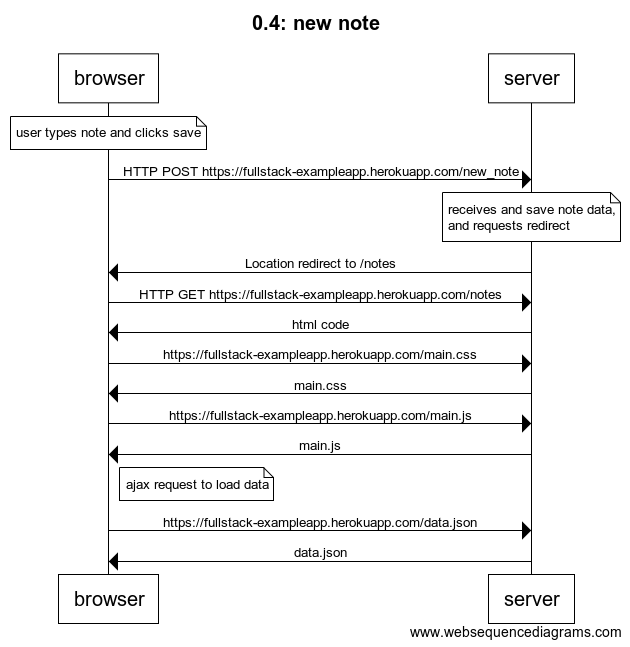 0.4: new note
browser
server
user types note and clicks save
HTTP POST https://fullstack-exampleapp.herokuapp.com/new_note
receives and save note data,
and requests redirect
Location redirect to /notes
HTTP GET https://fullstack-exampleapp.herokuapp.com/notes
html code
https://fullstack-exampleapp.herokuapp.com/main.css
main.css
https://fullstack-exampleapp.herokuapp.com/main.js
main.js
ajax request to load data
https://fullstack-exampleapp.herokuapp.com/data.json
data.json
browser
server
www.websequencediagrams.com